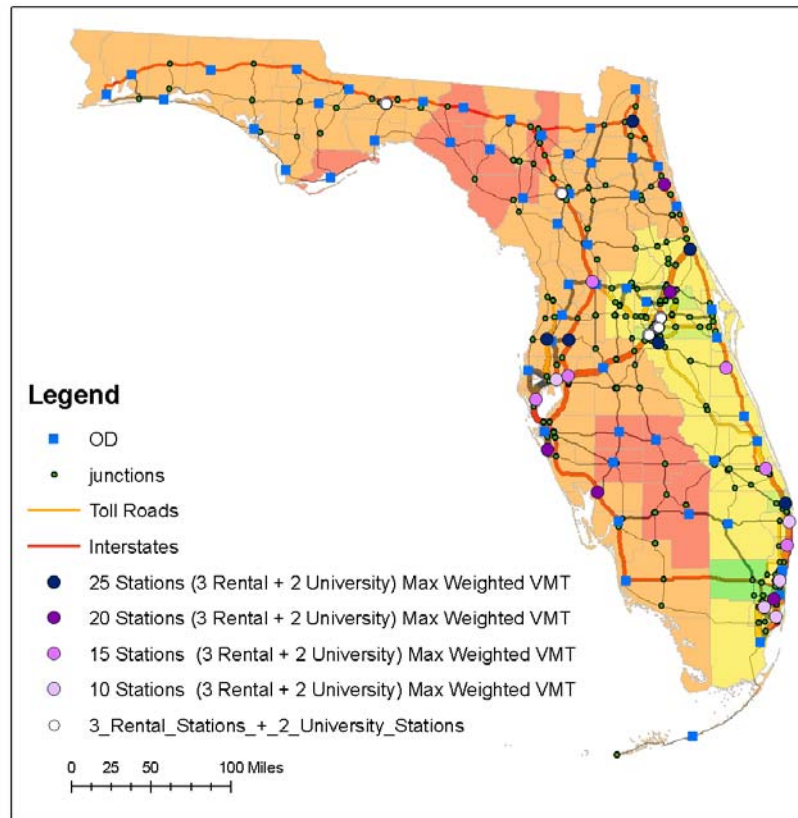 Legend
OD
junctions
Toll Roads
Interstates
25 Stations (3 Rental + 2 University) Max Weighted VMT
20 Stations (3 Rental + 2 University) Max Weighted VMT
15 Stations (3 Rental + 2 University) Max Weighted VMT
10 Stations (3 Rental + 2 University) Max Weighted VMT
3_Rental_Stations_+_2_University_Stations
0 25 50 100 Miles